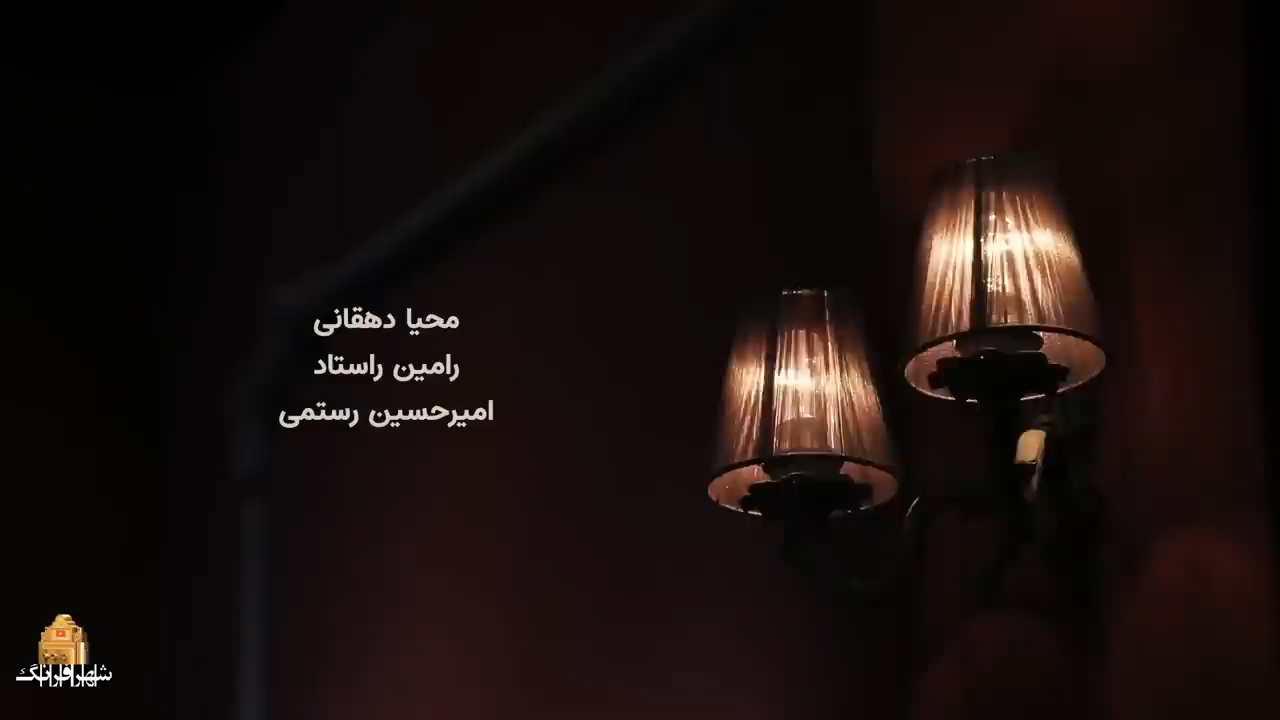 محیا دهقانی
رامین راستاد
امیرحسین رستمی
شهر فرنگ